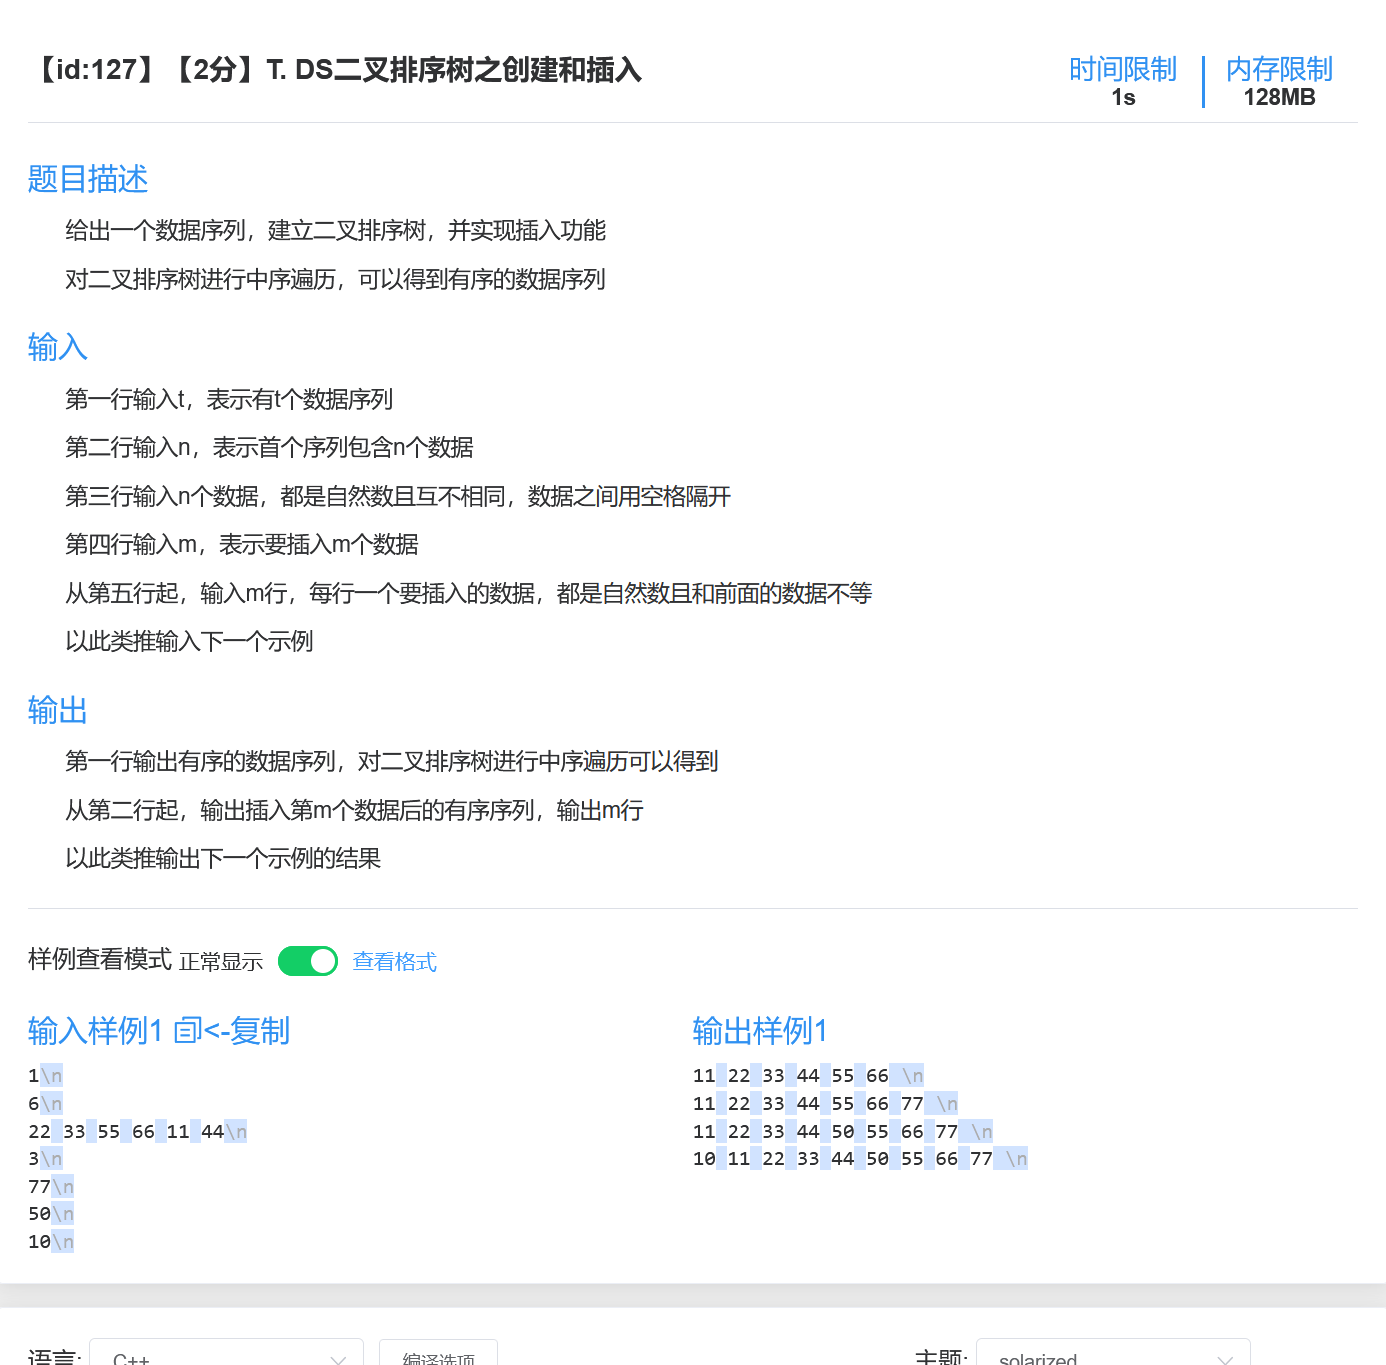 【id:127】【2分】T. DS二叉排序树之创建和插入
时间限制
1s
内存限制
128MB
题目描述
给出一个数据序列，建立二叉排序树，并实现插入功能
对二叉排序树进行中序遍历，可以得到有序的数据序列
输入
第一行输入t，表示有t个数据序列
第二行输入n，表示首个序列包含n个数据
第三行输入n个数据，都是自然数且互不相同，数据之间用空格隔开
第四行输入m，表示要插入m个数据
从第五行起，输入m行，每行一个要插入的数据，都是自然数且和前面的数据不等
以此类推输入下一个示例
输出
第一行输出有序的数据序列，对二叉排序树进行中序遍历可以得到
从第二行起，输出插入第m个数据后的有序序列，输出m行
以此类推输出下一个示例的结果
样例查看模式 正常显示 查看格式
输入样例1 <-复制
1\n
6\n
22 33 55 66 11 44\n
3\n
77\n
50\n
10\n
输出样例1
11 22 33 44 55 66 \n
11 22 33 44 55 66 77 \n
11 22 33 44 50 55 66 77 \n
10 11 22 33 44 50 55 66 77 \n
语言: C++ 编译选项
主题: solarized